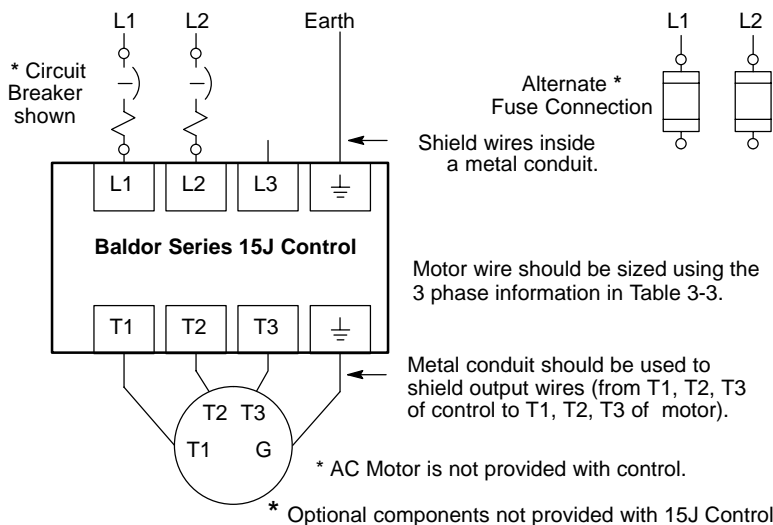 L1 L2 Earth L1 L2
* Circuit
Breaker
shown
Alternate *
Fuse Connection
Shield wires inside
a metal conduit.
L1 L2 L3
Baldor Series 15J Control
Motor wire should be sized using the
3 phase information in Table 3-3.
T1 T2 T3
Metal conduit should be used to
shield output wires (from T1, T2, T3
of control to T1, T2, T3 of motor).
T2 T3
T1 G
* AC Motor is not provided with control.
* Optional components not provided with 15J Control